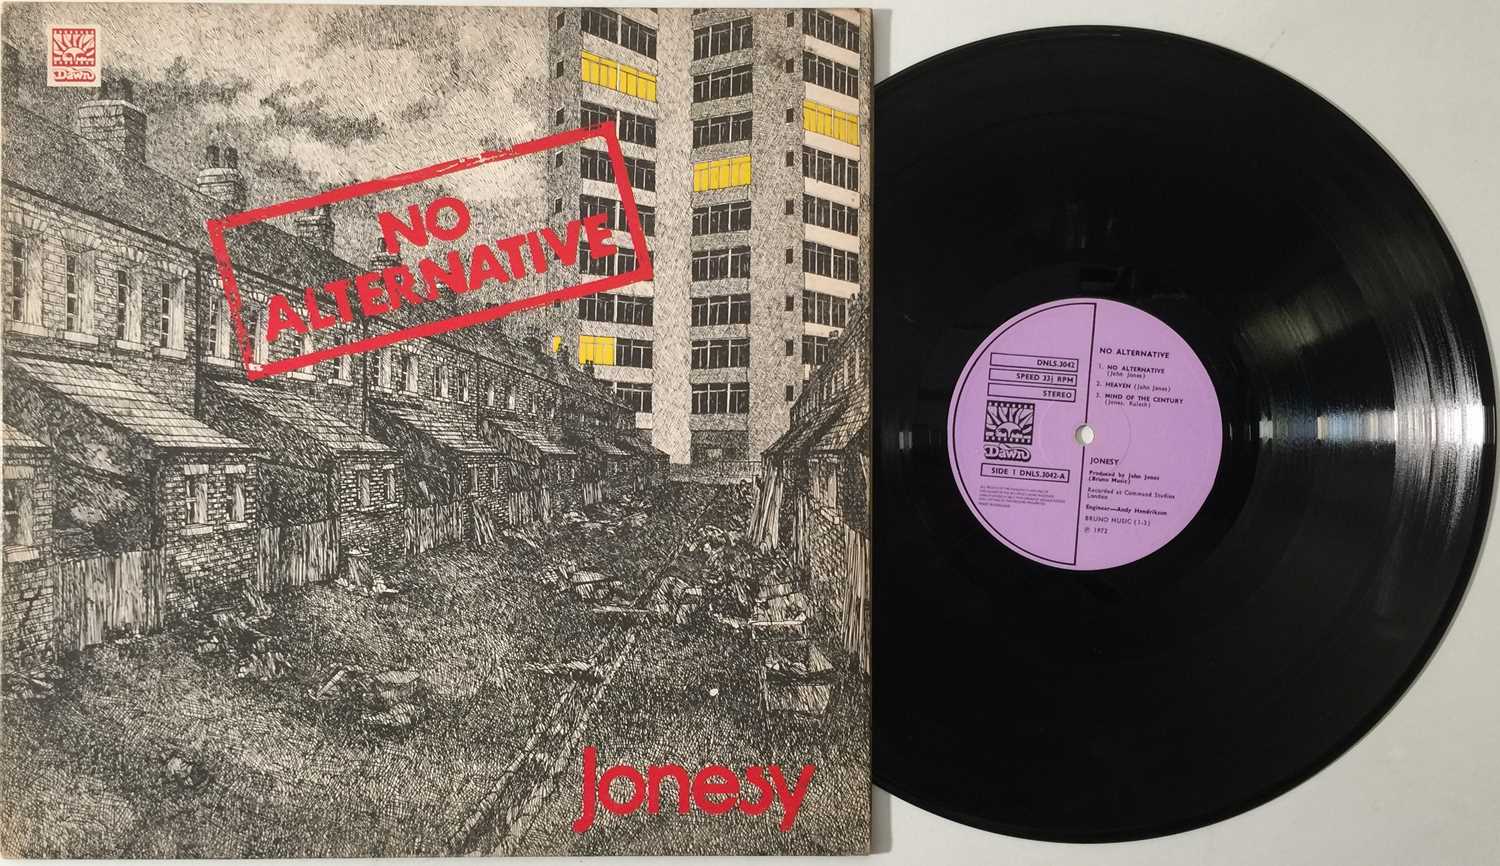 Dawn
NO
ALTERNATIVE
Jonesy
DNLS.3042
SPEED 33⅓ RPM
STEREO
Dawn
SIDE 1 DNLS.3042-A
NO ALTERNATIVE
1. NO ALTERNATIVE
(John Jones)
2. HEAVEN (John Jones)
3. MIND OF THE CENTURY
(Jones, Kaleth)
JONESY
Produced by John Jones
(Bruno Music)
Recorded at Command Studios
London
Engineer—Andy Hendrikson
BRUNO MUSIC (1-3)
℗ 1972